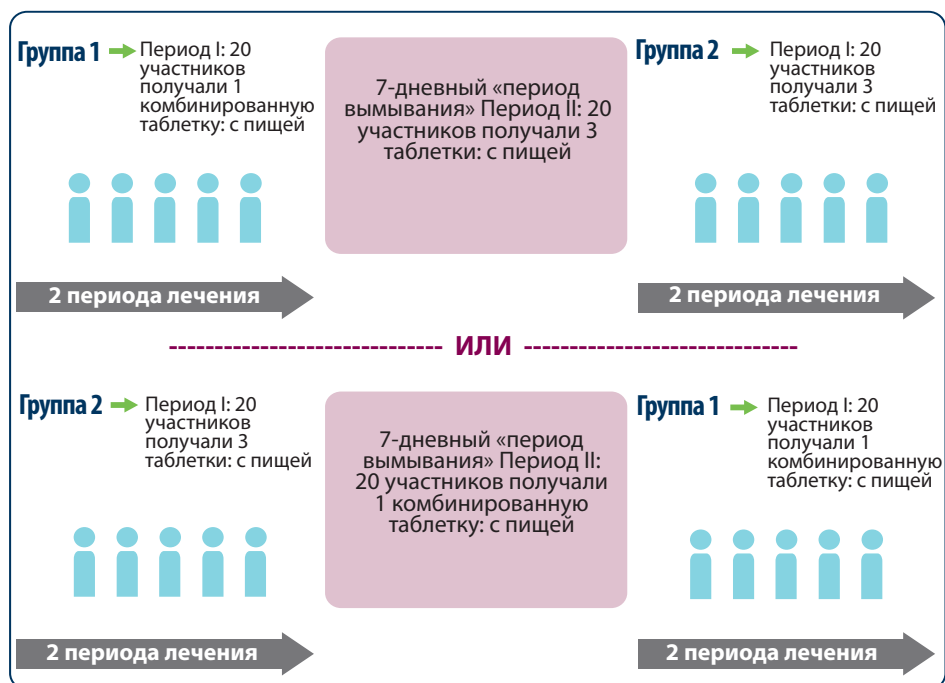 Группа 1
Период I: 20
участников
получали 1
комбинированную
таблетку: с пищей
7-дневный «период
вымывания» Период II: 20
участников получали 3
таблетки: с пищей
Группа 2
Период I: 20
участников
получали 3
таблетки: с пищей
2 периода лечения
2 периода лечения
---------------------------- ИЛИ ----------------------------
Группа 2
Период I: 20
участников
получали 3
таблетки: с пищей
7-дневный «период
вымывания» Период II:
20 участников получали
1 комбинированную
таблетку: с пищей
Группа 1
Период I: 20
участников
получали 1
комбинированную
таблетку: с пищей
2 периода лечения
2 периода лечения